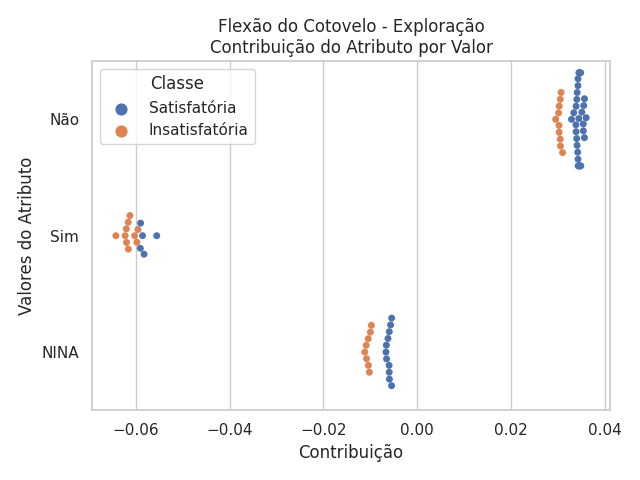 Flexão do Cotovelo - Exploração
Contribuição do Atributo por Valor
Classe
Satisfatória
Insatisfatória
Valores do Atributo
Não
Sim
NINA
−0.06
−0.04
−0.02
0.00
0.02
0.04
Contribuição